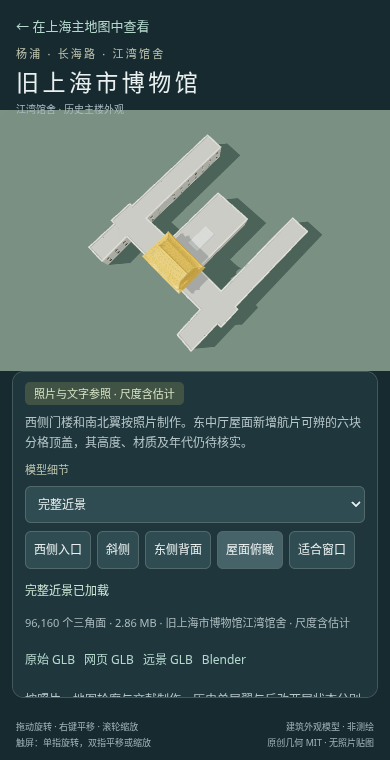 ← 在上海主地图中查看
杨浦 · 长海路 · 江湾馆舍
旧上海市博物馆
江湾馆舍 · 历史主楼外观
照片与文字参照 · 尺度含估计
西侧门楼和南北翼按照片制作。东中厅屋面新增航片可辨的六块
分格顶盖，其高度、材质及年代仍待核实。
模型细节
完整近景
西侧入口 斜侧 东侧背面 屋面俯瞰 适合窗口
完整近景已加载
96,160 个三角面 · 2.86 MB · 旧上海市博物馆江湾馆舍 · 尺度含估计
原始 GLB 网页 GLB 远景 GLB Blender
拖动旋转 · 右键平移 · 滚轮缩放
触屏：单指旋转，双指平移或缩放
建筑外观模型 · 非测绘
原创几何 MIT · 无照片贴图